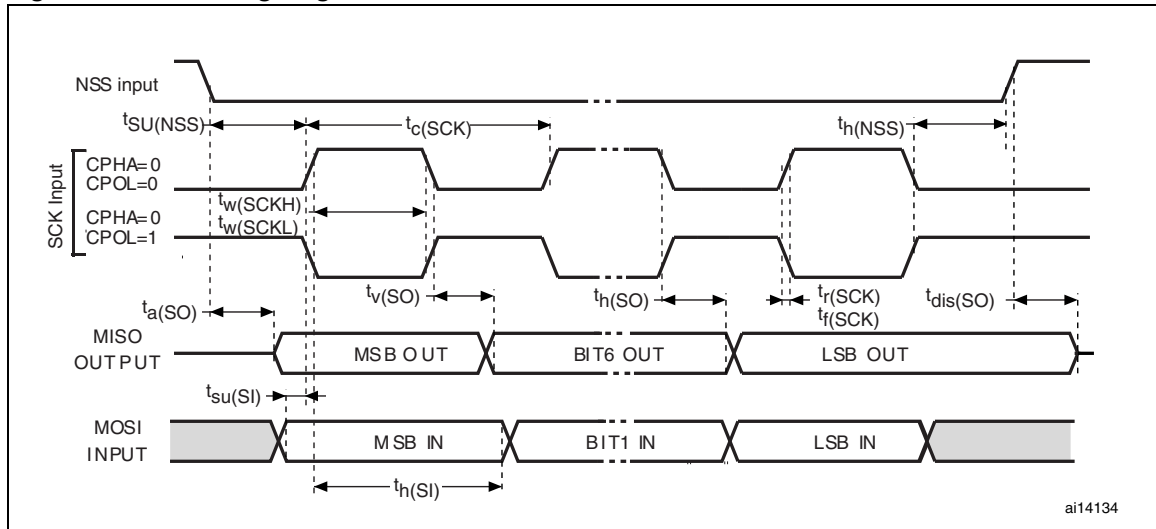 NSS input
tSU(NSS)
tc(SCK)
th(NSS)
SCK Input
CPHA=0
CPOL=0
CPHA=0
CPOL=1
tw(SCKH)
tw(SCKL)
tv(SO)
th(SO)
tr(SCK)
tf(SCK)
tdis(SO)
ta(SO)
MISO
OUTPUT
MSB OUT
BIT6 OUT
LSB OUT
tsu(SI)
MOSI
INPUT
MSB IN
BIT1 IN
LSB IN
th(SI)
ai14134